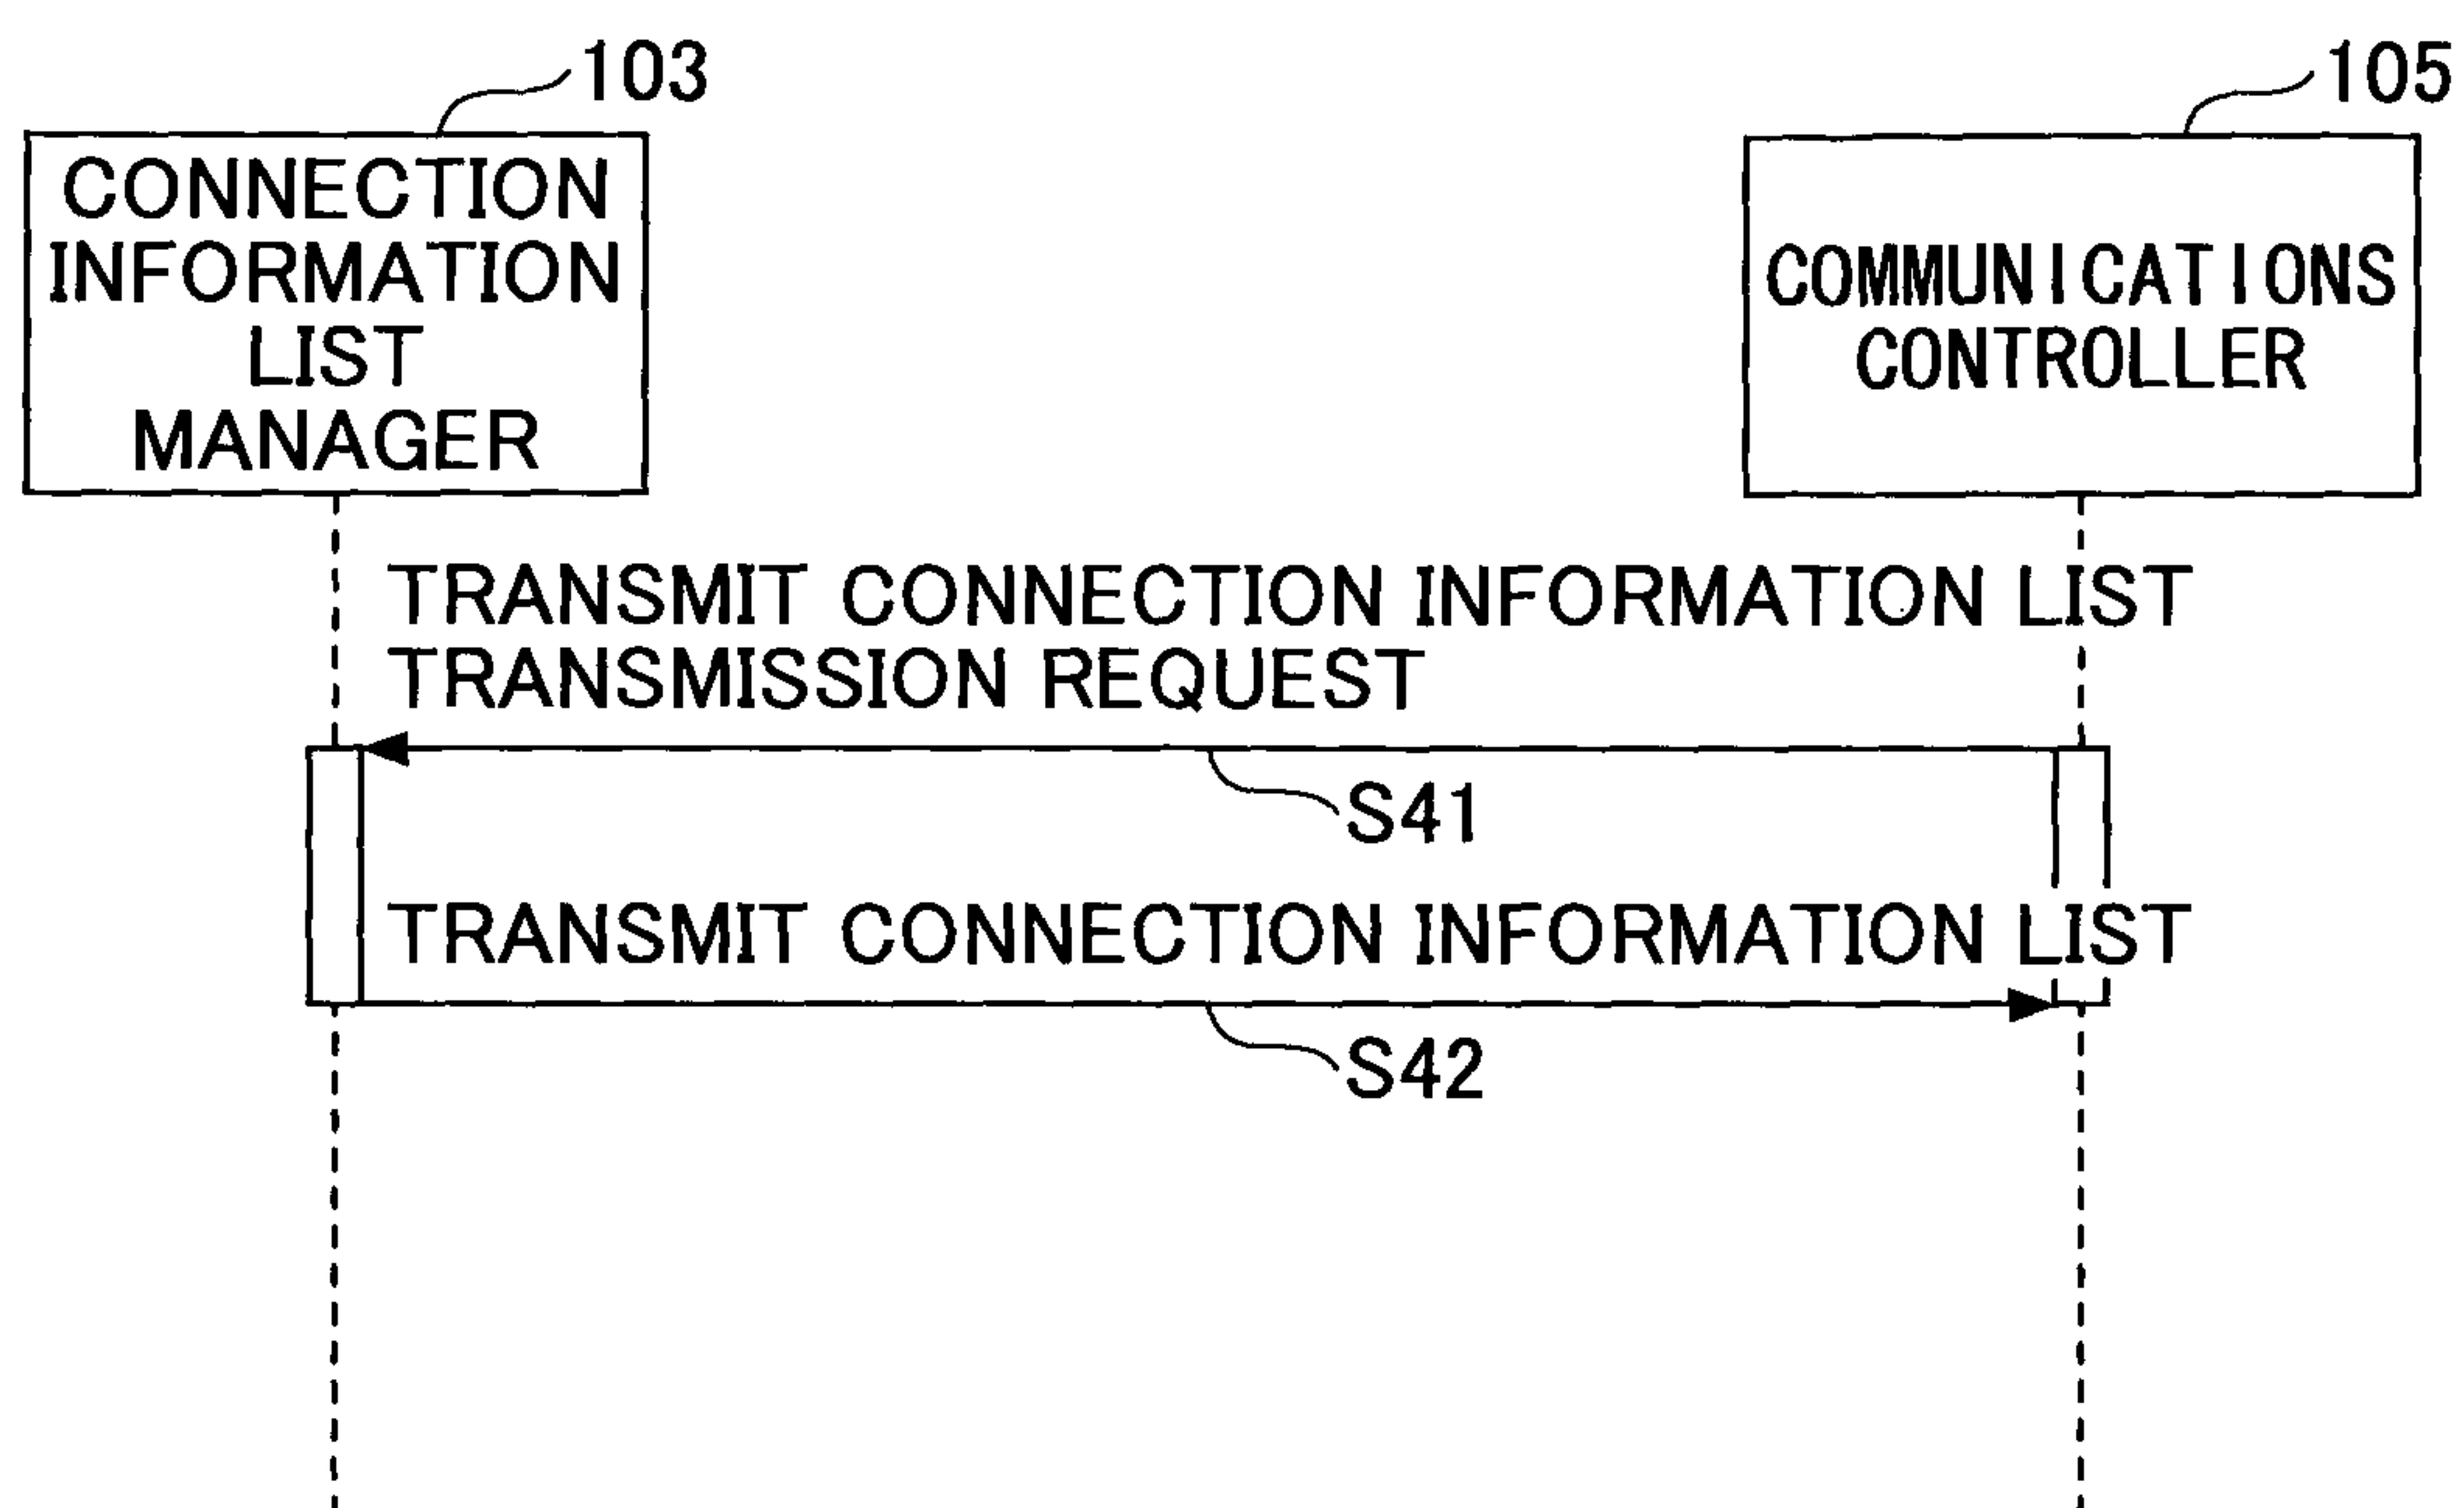 103
105
CONNECTION
INFORMATION
LIST
MANAGER
COMMUNICATIONS
CONTROLLER
TRANSMIT CONNECTION INFORMATION LIST
TRANSMISSION REQUEST
S41
TRANSMIT CONNECTION INFORMATION LIST
S42